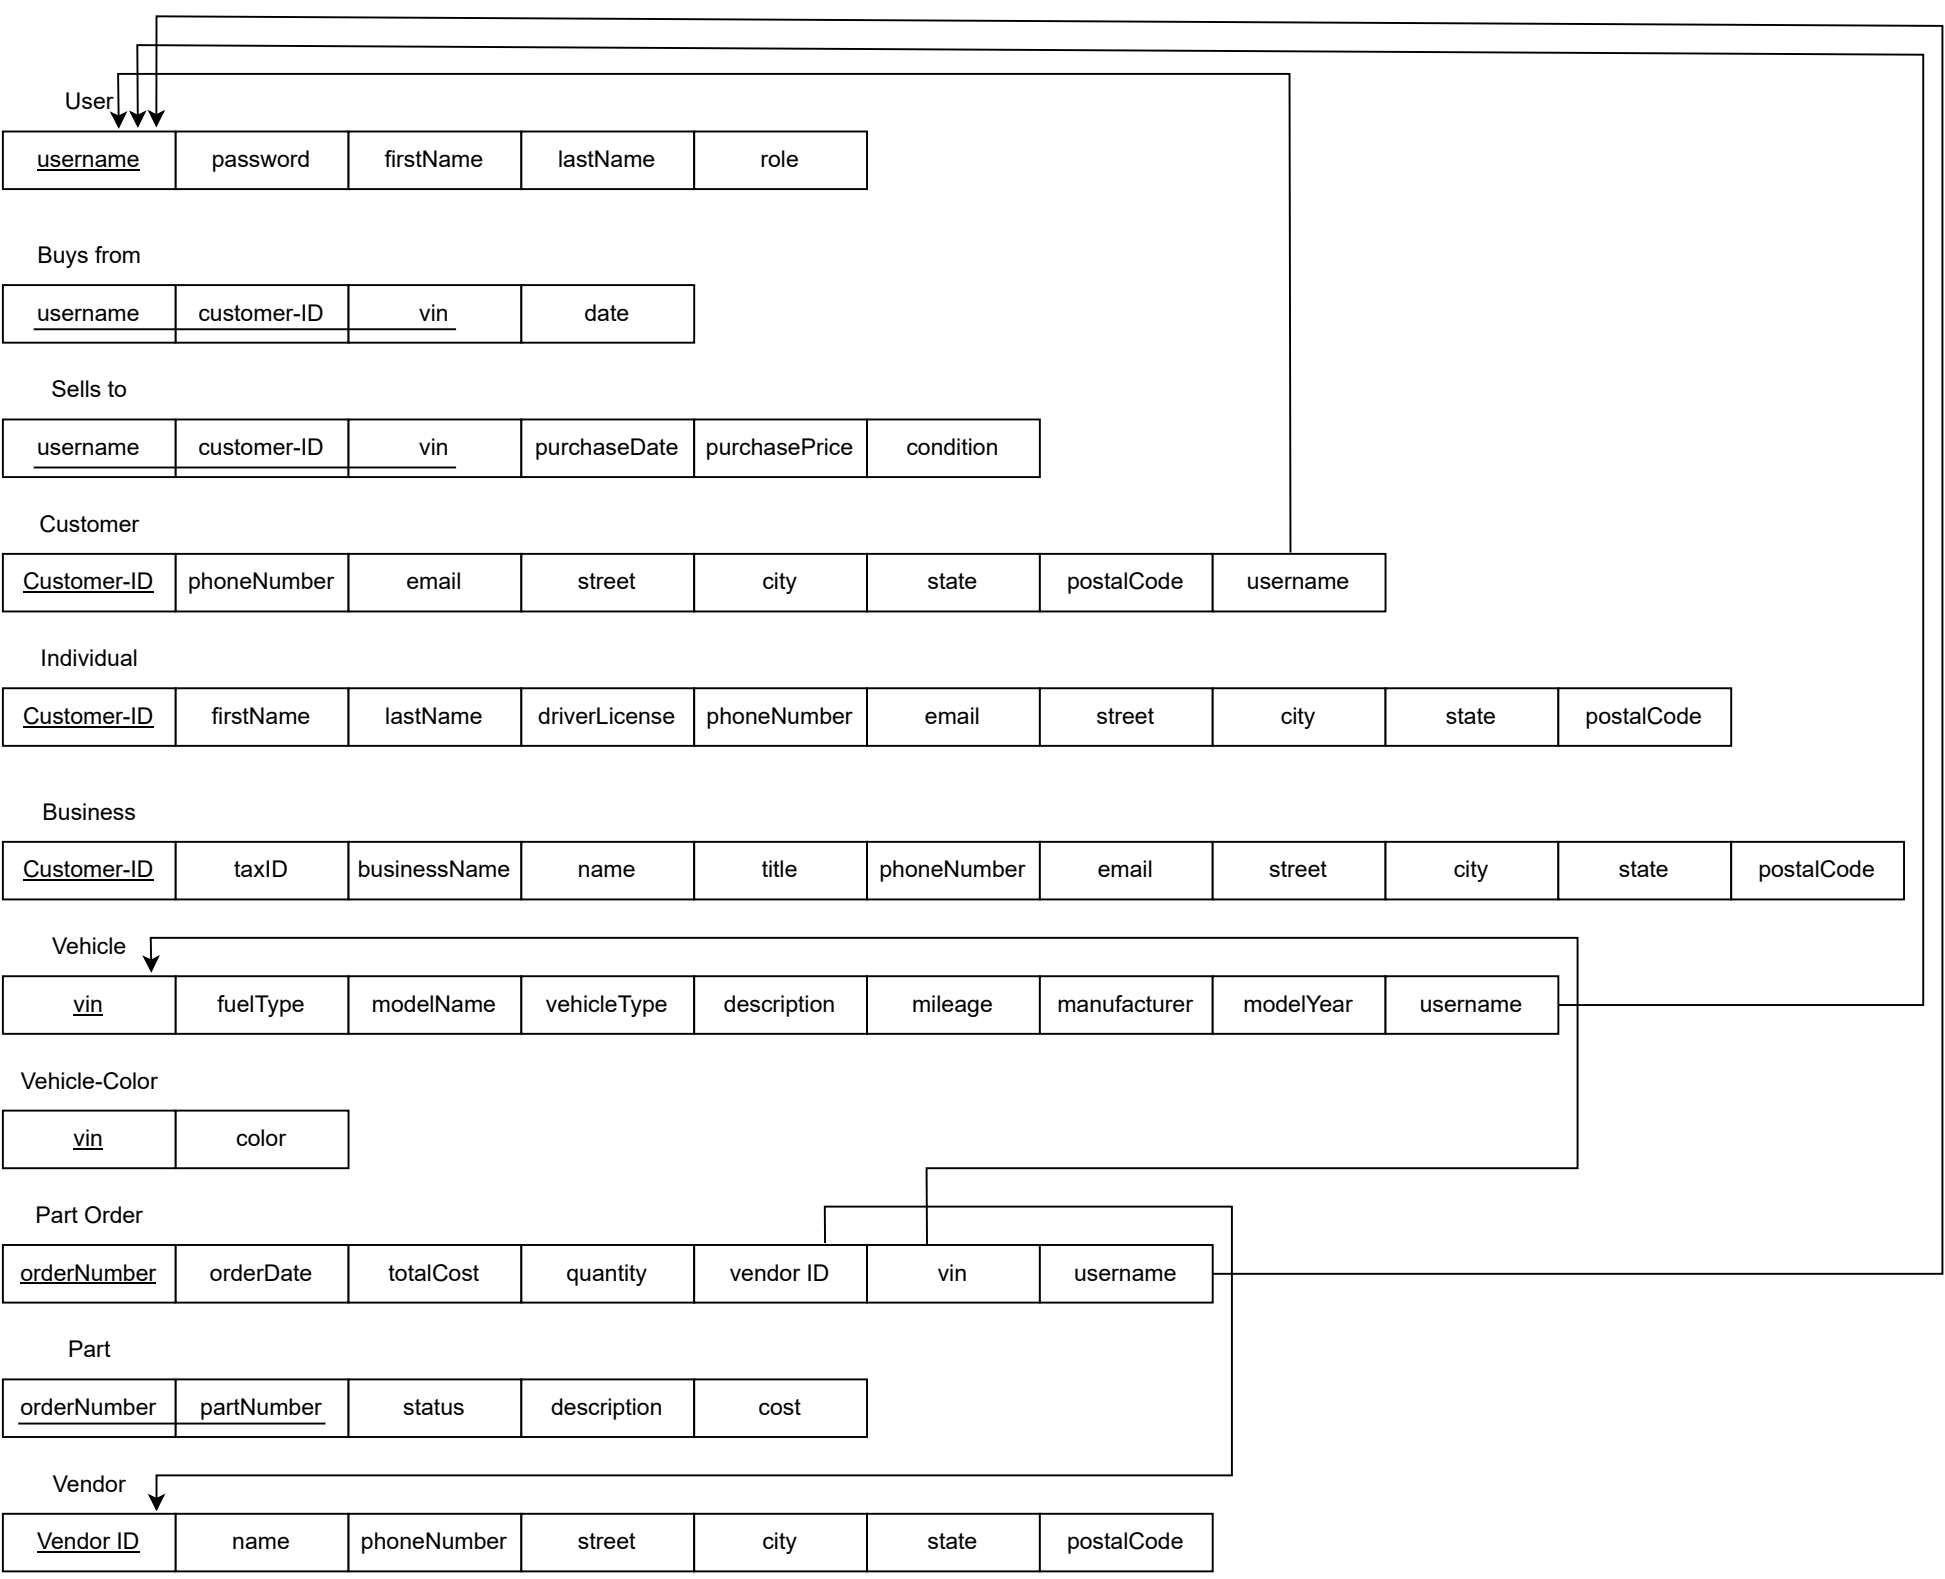 User
username password firstName lastName role
Buys from
username customer-ID vin date
Sells to
username customer-ID vin purchaseDate purchasePrice condition
Customer
Customer-ID phoneNumber email street city state postalCode username
Individual
Customer-ID firstName lastName driverLicense phoneNumber email street city state postalCode
Business
Customer-ID taxID businessName name title phoneNumber email street city state postalCode
Vehicle
vin fuelType modelName vehicleType description mileage manufacturer modelYear username
Vehicle-Color
vin color
Part Order
orderNumber orderDate totalCost quantity vendor ID vin username
Part
orderNumber partNumber status description cost
Vendor
Vendor ID name phoneNumber street city state postalCode